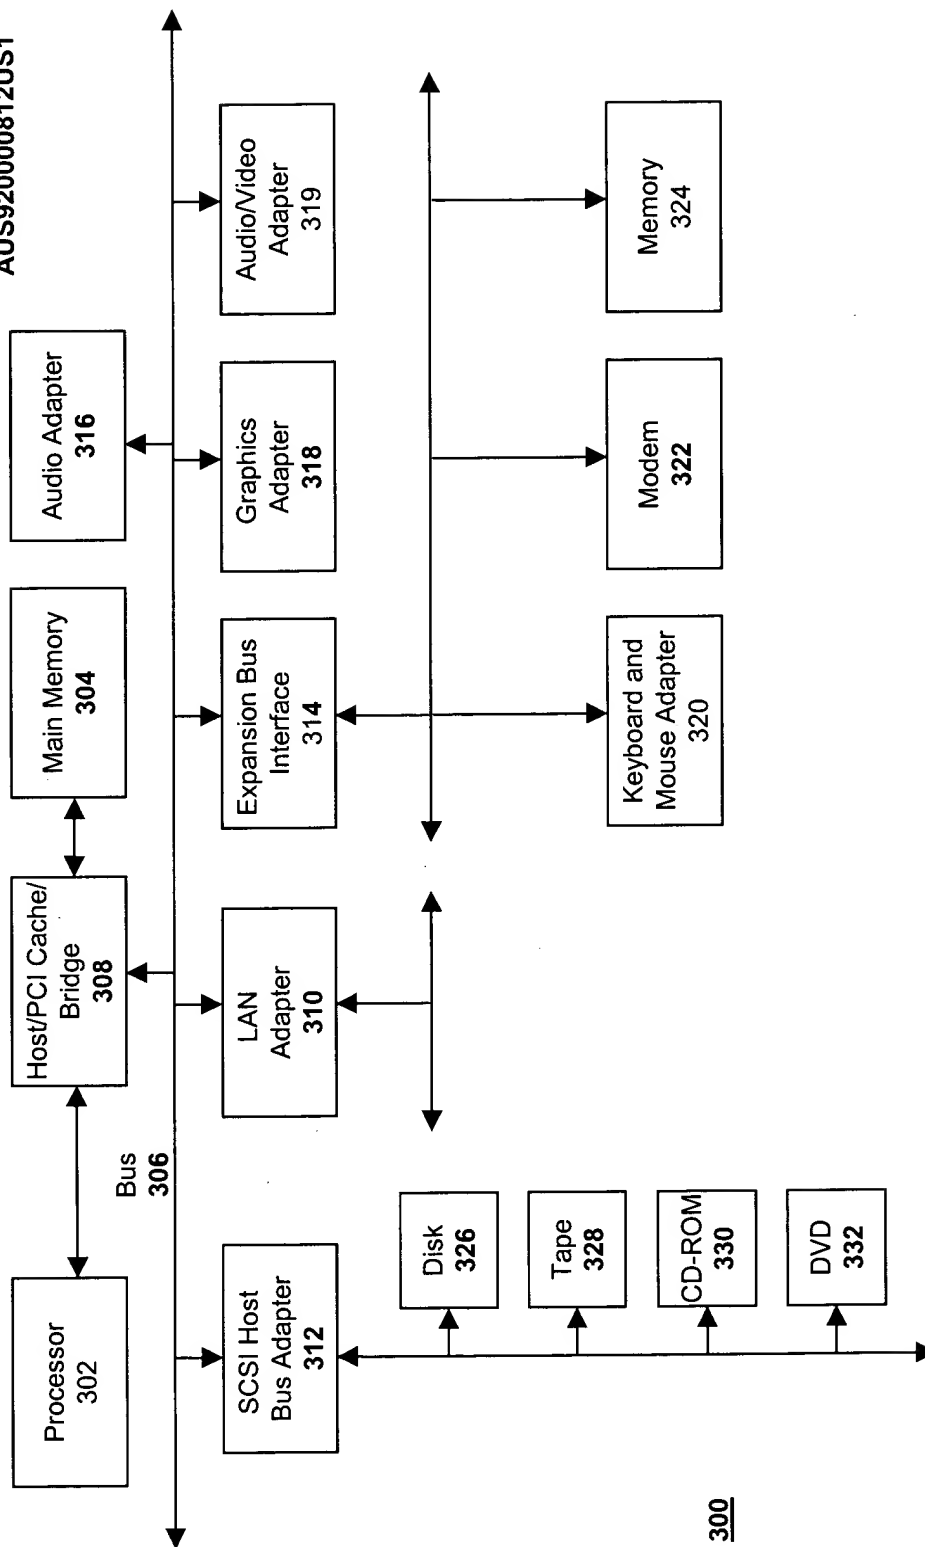 AUS920000812US1
Processor
302
Host/PCI Cache/
Bridge
308
Main Memory
304
Audio Adapter
316
Bus
306
SCSI Host
Bus Adapter
312
LAN
Adapter
310
Expansion Bus
Interface
314
Graphics
Adapter
318
Audio/Video
Adapter
319
Disk
326
Tape
328
CD-ROM
330
DVD
332
Keyboard and
Mouse Adapter
320
Modem
322
Memory
324
300